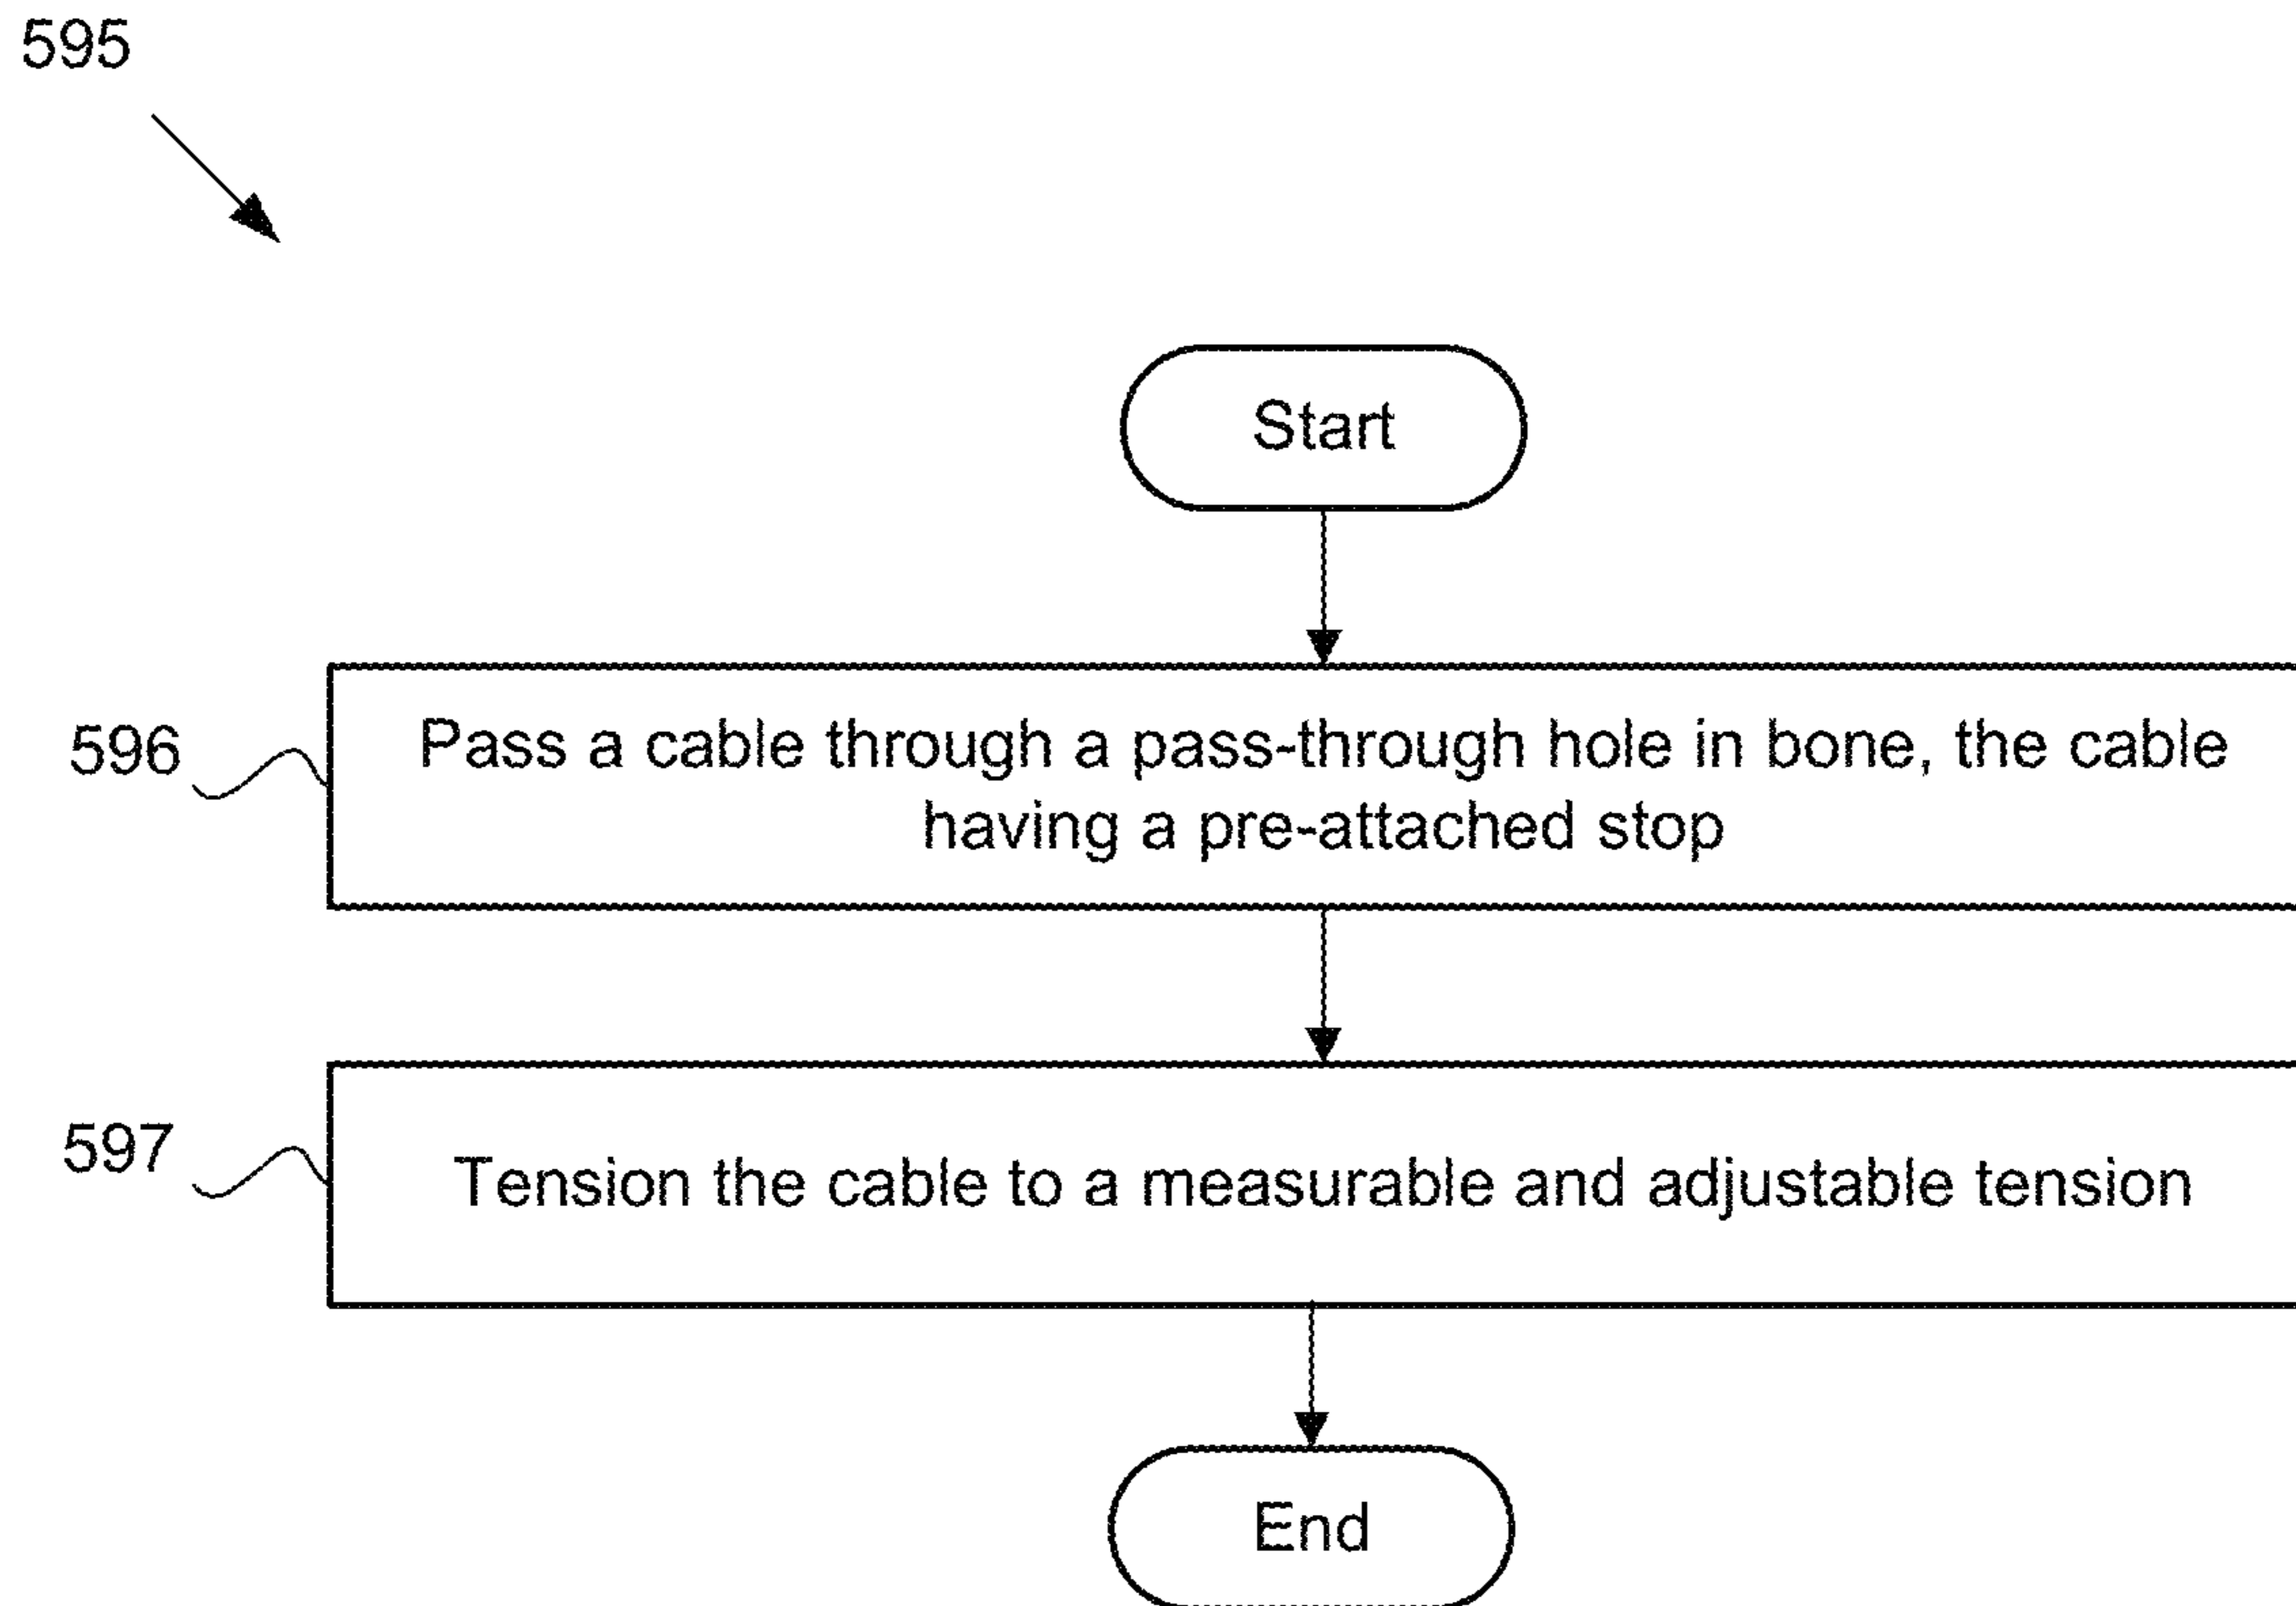 595
Start
596
Pass a cable through a pass-through hole in bone, the cable
having a pre-attached stop
597
Tension the cable to a measurable and adjustable tension
End